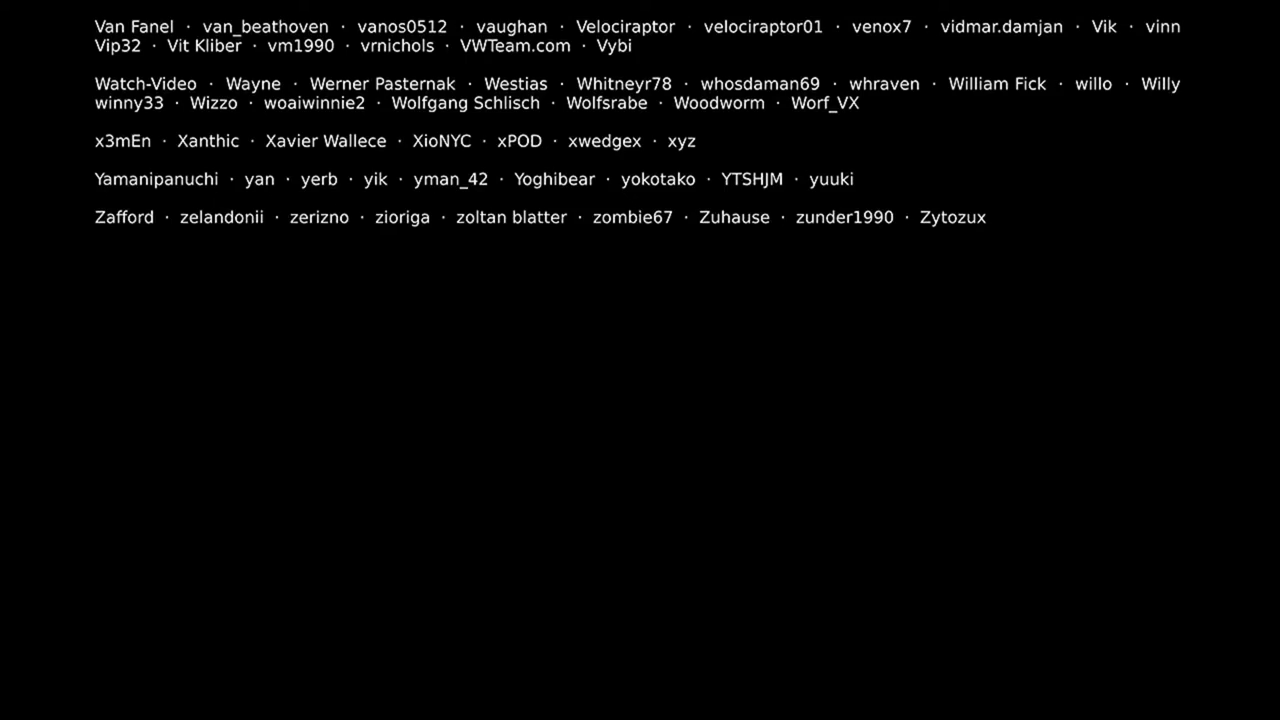 Van Fanel · van_beathoven · vanos0512 · vaughan · Velociraptor · velociraptor01 · venox7 · vidmar.damjan · Vik · vinn
Vip32 · Vit Kliber · vm1990 · vrnichols · VWTeam.com · Vybi
Watch-Video · Wayne · Werner Pasternak · Westias · Whitneyr78 · whosdaman69 · whraven · William Fick · willo · Willy
winny33 · Wizzo · woaiwinnie2 · Wolfgang Schlisch · Wolfsrabe · Woodworm · Worf_VX
x3mEn · Xanthic · Xavier Wallece · XioNYC · xPOD · xwedgex · xyz
Yamanipanuchi · yan · yerb · yik · yman_42 · Yoghibear · yokotako · YTSHJM · yuuki
Zafford · zelandonii · zerizno · zioriga · zoltan blatter · zombie67 · Zuhause · zunder1990 · Zytozux